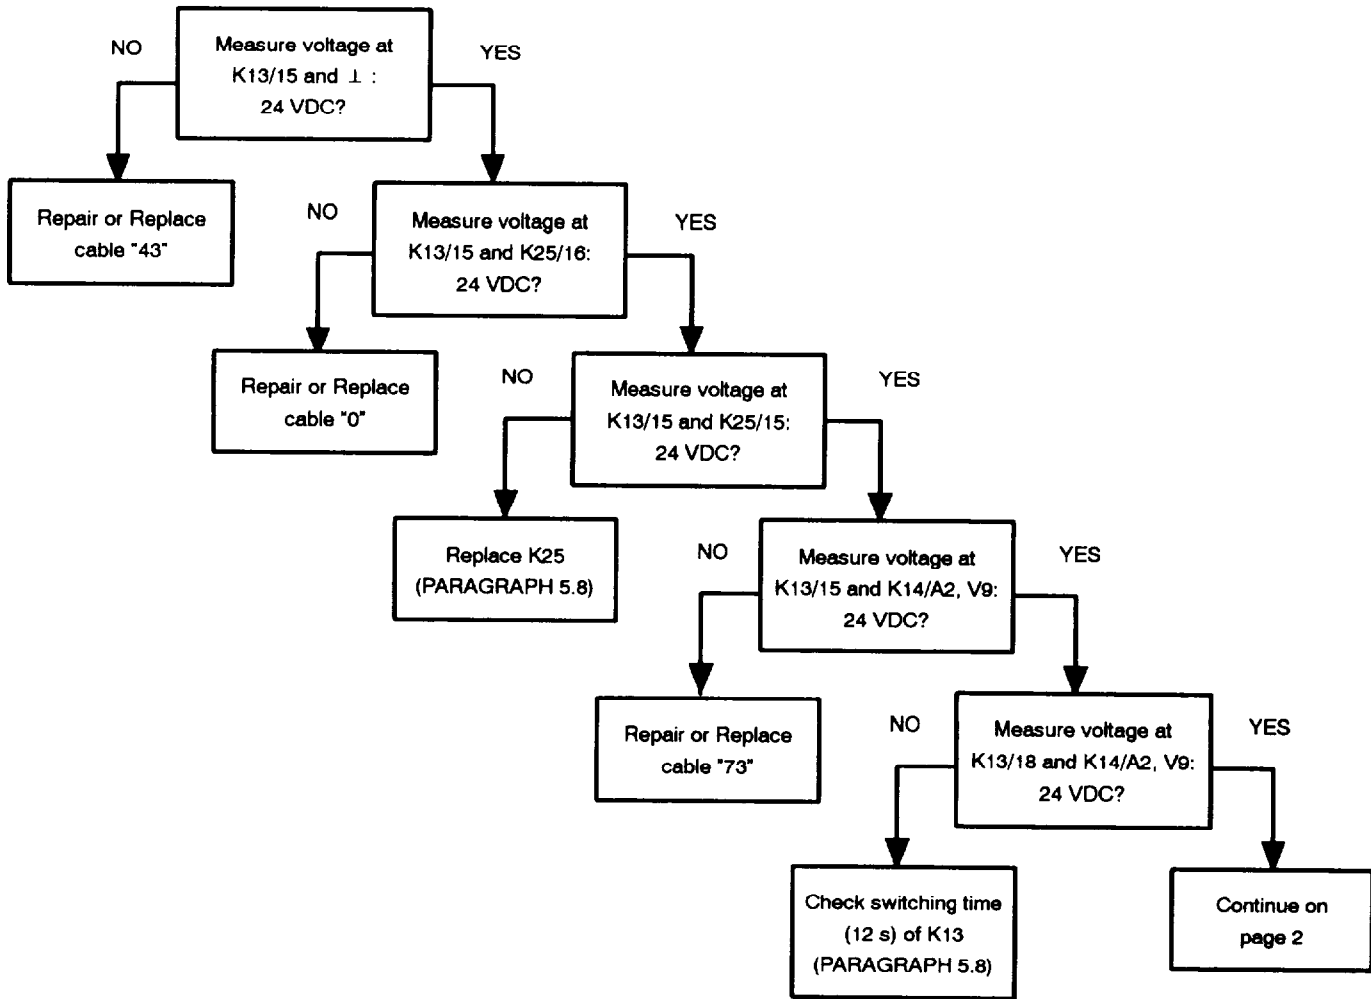 NO
Measure voltage at
K13/15 and ⊥ :
24 VDC?
YES
Repair or Replace
cable "43"
NO
Measure voltage at
K13/15 and K25/16:
24 VDC?
YES
Repair or Replace
cable "0"
NO
Measure voltage at
K13/15 and K25/15:
24 VDC?
YES
Replace K25
(PARAGRAPH 5.8)
NO
Measure voltage at
K13/15 and K14/A2, V9:
24 VDC?
YES
Repair or Replace
cable "73"
NO
Measure voltage at
K13/18 and K14/A2, V9:
24 VDC?
YES
Check switching time
(12 s) of K13
(PARAGRAPH 5.8)
Continue on
page 2